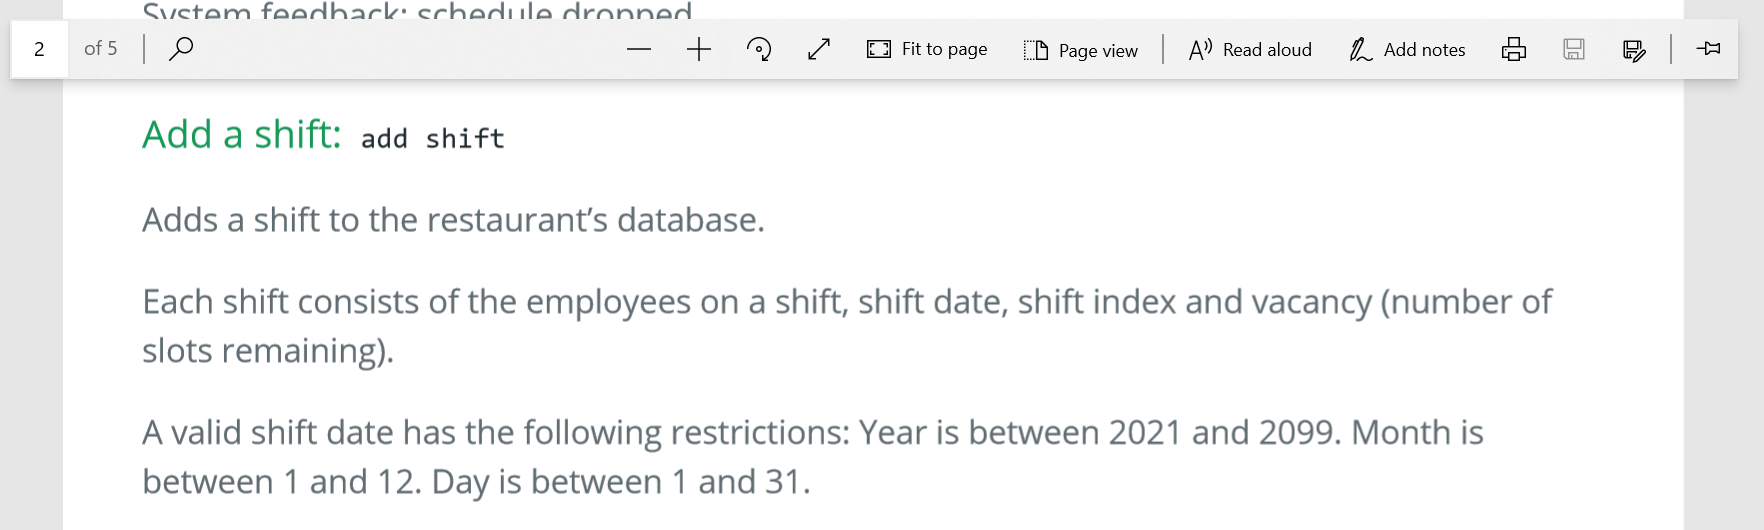 System feedback: schedule dropped
2 of 5 Fit to page Page view Read aloud Add notes
Add a shift: add shift
Adds a shift to the restaurant’s database.
Each shift consists of the employees on a shift, shift date, shift index and vacancy (number of
slots remaining).
A valid shift date has the following restrictions: Year is between 2021 and 2099. Month is
between 1 and 12. Day is between 1 and 31.